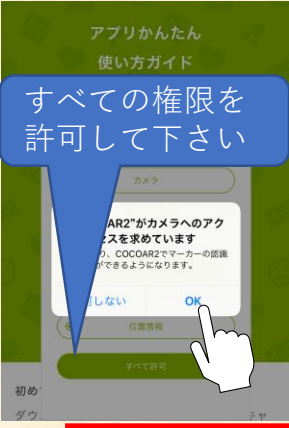 アプリかんたん
使い方ガイド
すべての権限を
許可して下さい
カメラ
AR2"がカメラへのアク
スを求めています
り、COCOAR2でマーカーの認識
ができるようになります。
しない
OK
位置情報
すべて許可
初め
ダウ